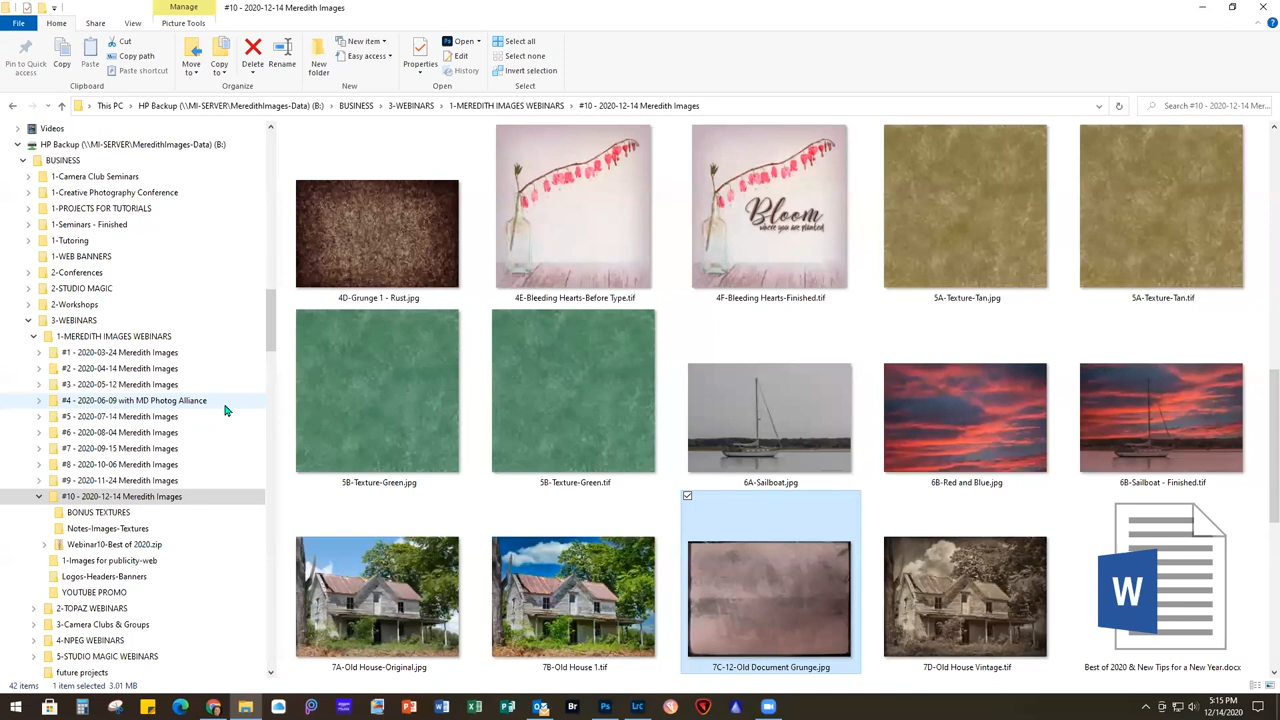 Manage
#10 - 2020-12-14 Meredith Images
File
Home
Share
View
Picture Tools
Pin to Quick access
Copy
Paste
Cut
Copy path
Paste shortcut
Clipboard
Move to
Copy to
Delete
Rename
Organize
New folder
New item
Easy access
New
Properties
Open
Edit
History
Open
Select all
Select none
Invert selection
Select
This PC > HP Backup (\\MI-SERVER\MeredithImages-Data) (B:) > BUSINESS > 3-WEBINARS > 1-MEREDITH IMAGES WEBINARS > #10 - 2020-12-14 Meredith Images
Search #10 - 2020-12-14 Mer...
Videos
HP Backup (\\MI-SERVER\MeredithImages-Data) (B:)
BUSINESS
1-Camera Club Seminars
1-Creative Photography Conference
1-PROJECTS FOR TUTORIALS
1-Seminars - Finished
1-Tutoring
1-WEB BANNERS
2-Conferences
2-STUDIO MAGIC
2-Workshops
3-WEBINARS
1-MEREDITH IMAGES WEBINARS
#1 - 2020-03-24 Meredith Images
#2 - 2020-04-14 Meredith Images
#3 - 2020-05-12 Meredith Images
#4 - 2020-06-09 with MD Photog Alliance
#5 - 2020-07-14 Meredith Images
#6 - 2020-08-04 Meredith Images
#7 - 2020-09-15 Meredith Images
#8 - 2020-10-06 Meredith Images
#9 - 2020-11-24 Meredith Images
#10 - 2020-12-14 Meredith Images
BONUS TEXTURES
Notes-Images-Textures
Webinar10-Best of 2020.zip
1-Images for publicity-web
Logos-Headers-Banners
YOUTUBE PROMO
2-TOPAZ WEBINARS
3-Camera Clubs & Groups
4-NPEG WEBINARS
5-STUDIO MAGIC WEBINARS
future projects
Bloom
where you are planted
4D-Grunge 1 - Rust.jpg
4E-Bleeding Hearts-Before Type.tif
4F-Bleeding Hearts-Finished.tif
5A-Texture-Tan.jpg
5A-Texture-Tan.tif
5B-Texture-Green.jpg
5B-Texture-Green.tif
6A-Sailboat.jpg
6B-Red and Blue.jpg
6B-Sailboat - Finished.tif
W
7A-Old House-Original.jpg
7B-Old House 1.tif
7C-12-Old Document Grunge.jpg
7D-Old House Vintage.tif
Best of 2020 & New Tips for a New Year.docx
42 items
1 item selected 3.01 MB
Br
Ps
Lrc
5:15 PM
12/14/2020